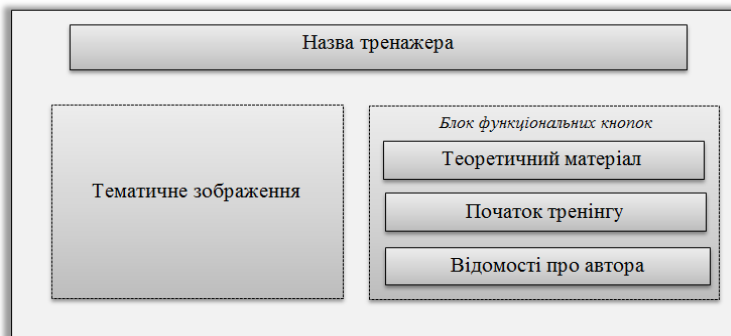 Назва тренажера
Тематичне зображення
Блок функціональних кнопок
Теоретичний матеріал
Початок тренінгу
Відомості про автора